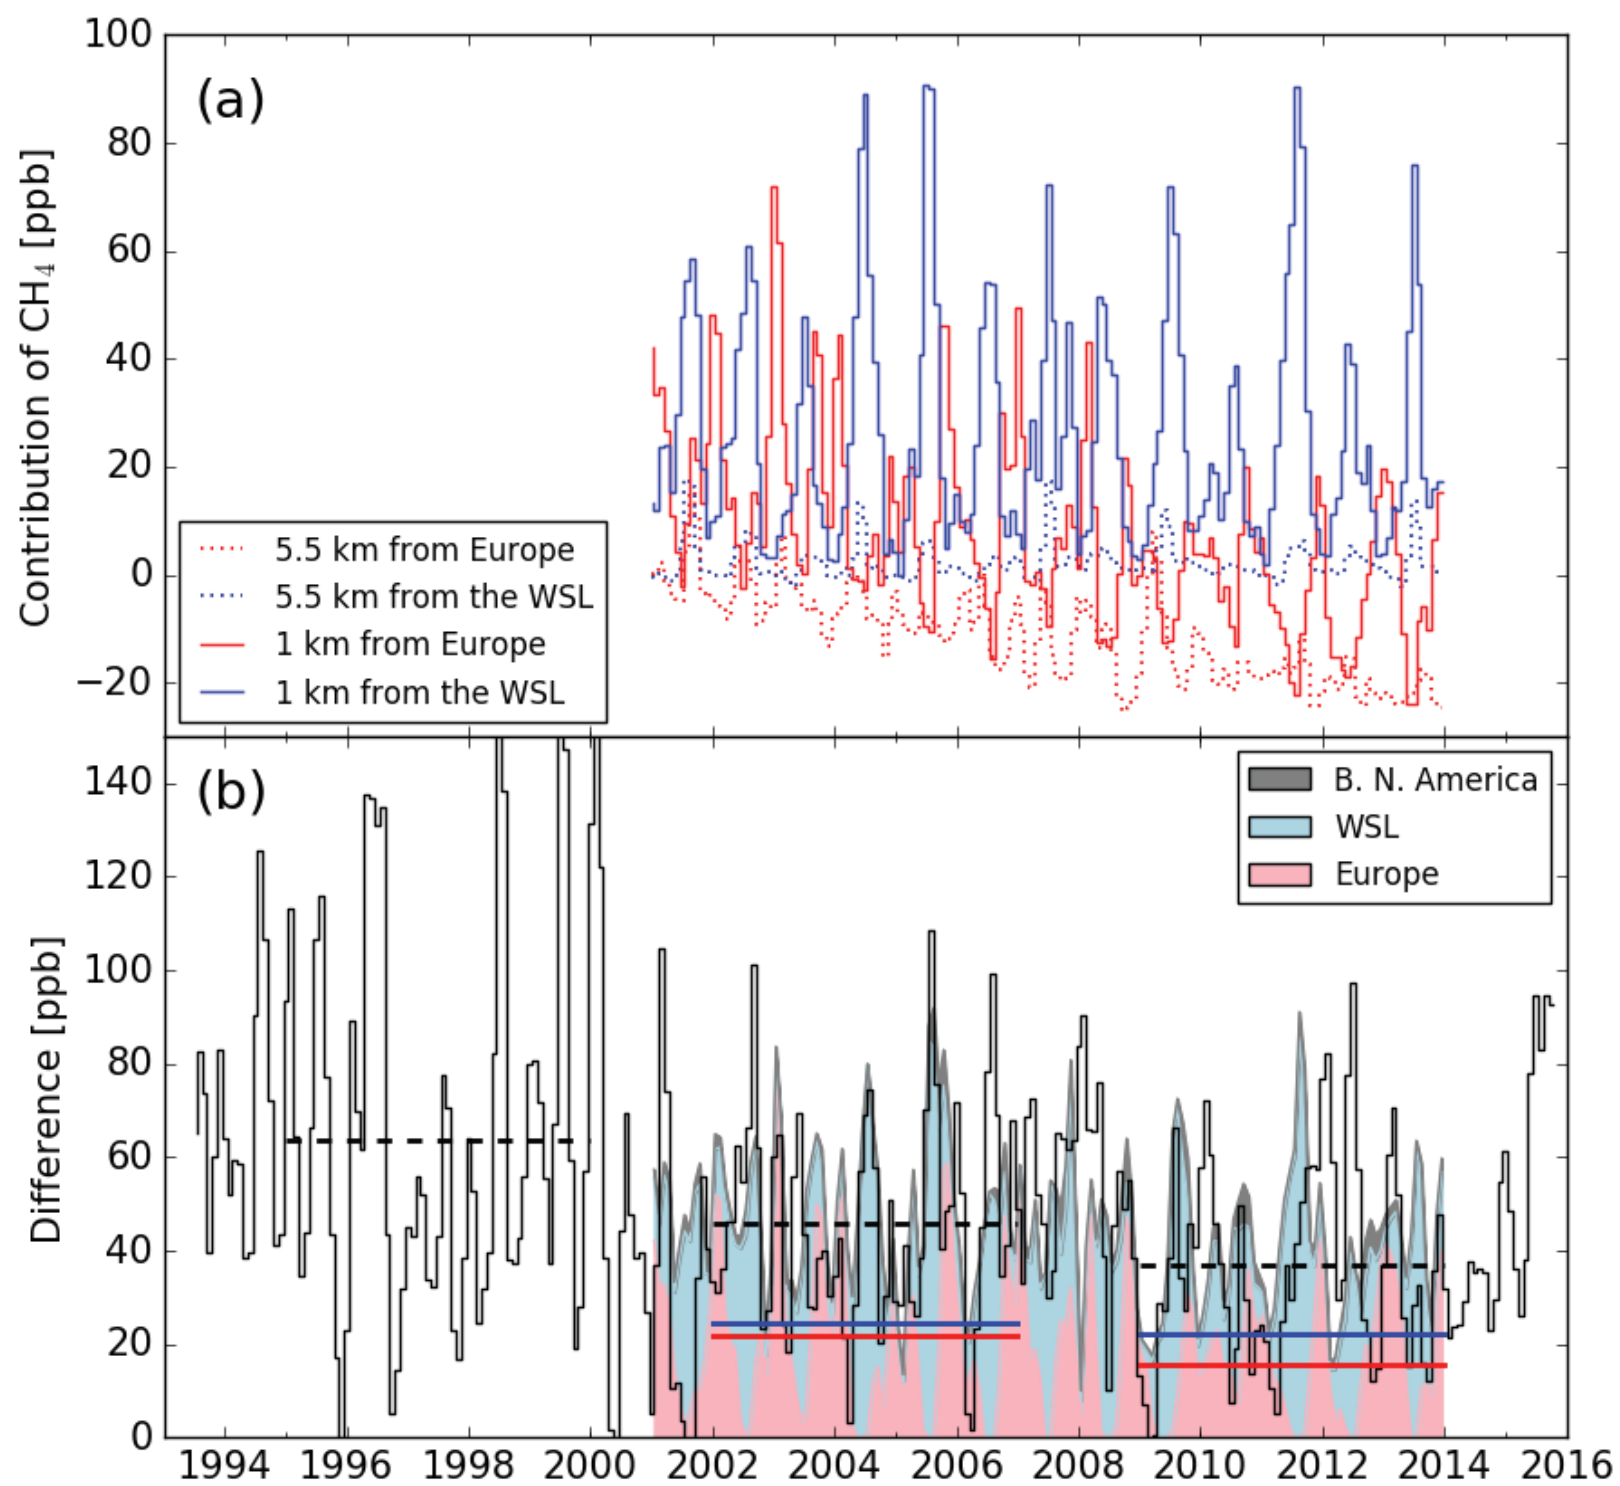 100
80
60
40
20
0
−20
Contribution of CH4 [ppb]
(a)
5.5 km from Europe
5.5 km from the WSL
1 km from Europe
1 km from the WSL
140
120
100
80
60
40
20
0
Difference [ppb]
(b)
B. N. America
WSL
Europe
1994 1996 1998 2000 2002 2004 2006 2008 2010 2012 2014 2016